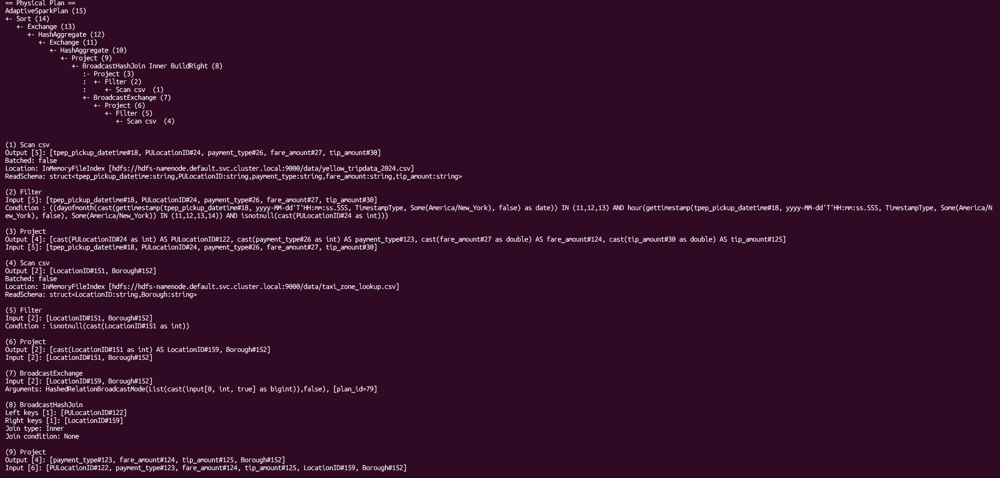 == Physical Plan ==
AdaptiveSparkPlan (15)
+- Sort (14)
   +- Exchange (13)
      +- HashAggregate (12)
         +- Exchange (11)
            +- HashAggregate (10)
               +- Project (9)
                  +- BroadcastHashJoin Inner BuildRight (8)
                     :- Project (3)
                     :  +- Filter (2)
                     :     +- Scan csv  (1)
                     +- BroadcastExchange (7)
                        +- Project (6)
                           +- Filter (5)
                              +- Scan csv  (4)
(1) Scan csv
Output [5]: [tpep_pickup_datetime#18, PULocationID#24, payment_type#26, fare_amount#27, tip_amount#30]
Batched: false
Location: InMemoryFileIndex [hdfs://hdfs-namenode.default.svc.cluster.local:9000/data/yellow_tripdata_2024.csv]
ReadSchema: struct<tpep_pickup_datetime:string,PULocationID:string,payment_type:string,fare_amount:string,tip_amount:string>
(2) Filter
Input [5]: [tpep_pickup_datetime#18, PULocationID#24, payment_type#26, fare_amount#27, tip_amount#30]
Condition : ((dayofmonth(cast(gettimestamp(tpep_pickup_datetime#18, yyyy-MM-dd'T'HH:mm:ss.SSS, TimestampType, Some(America/New_York), false) as date)) IN (11,12,13) AND hour(gettimestamp(tpep_pickup_datetime#18, yyyy-MM-dd'T'HH:mm:ss.SSS, TimestampType, Some(America/N
ew_York), false), Some(America/New_York)) IN (11,12,13,14)) AND isnotnull(cast(PULocationID#24 as int)))
(3) Project
Output [4]: [cast(PULocationID#24 as int) AS PULocationID#122, cast(payment_type#26 as int) AS payment_type#123, cast(fare_amount#27 as double) AS fare_amount#124, cast(tip_amount#30 as double) AS tip_amount#125]
Input [5]: [tpep_pickup_datetime#18, PULocationID#24, payment_type#26, fare_amount#27, tip_amount#30]
(4) Scan csv
Output [2]: [LocationID#151, Borough#152]
Batched: false
Location: InMemoryFileIndex [hdfs://hdfs-namenode.default.svc.cluster.local:9000/data/taxi_zone_lookup.csv]
ReadSchema: struct<LocationID:string,Borough:string>
(5) Filter
Input [2]: [LocationID#151, Borough#152]
Condition : isnotnull(cast(LocationID#151 as int))
(6) Project
Output [2]: [cast(LocationID#151 as int) AS LocationID#159, Borough#152]
Input [2]: [LocationID#151, Borough#152]
(7) BroadcastExchange
Input [2]: [LocationID#159, Borough#152]
Arguments: HashedRelationBroadcastMode(List(cast(input[0, int, true] as bigint)),false), [plan_id=79]
(8) BroadcastHashJoin
Left keys [1]: [PULocationID#122]
Right keys [1]: [LocationID#159]
Join type: Inner
Join condition: None
(9) Project
Output [4]: [payment_type#123, fare_amount#124, tip_amount#125, Borough#152]
Input [6]: [PULocationID#122, payment_type#123, fare_amount#124, tip_amount#125, LocationID#159, Borough#152]